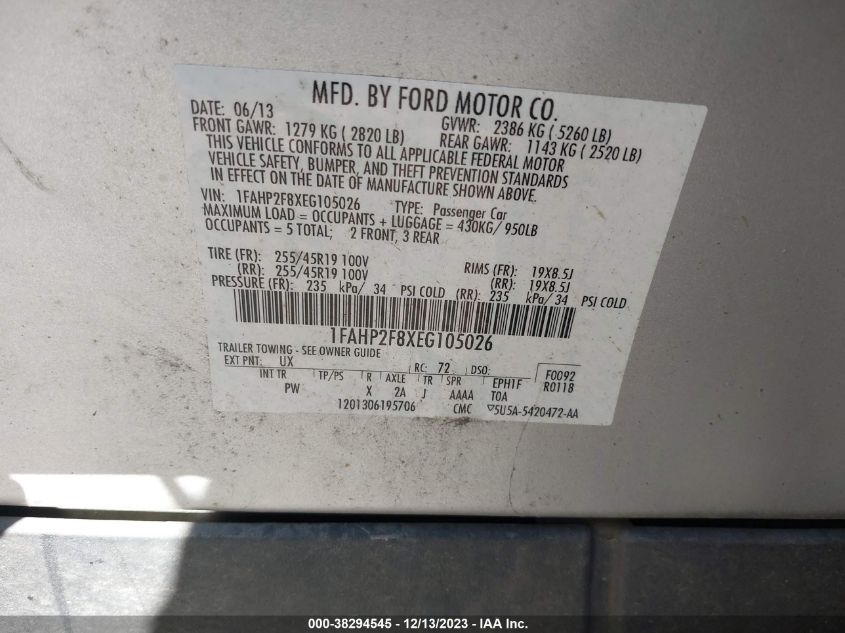 MFD. BY FORD MOTOR CO.
DATE: 06/13 GVWR: 2386 KG ( 5260 LB)
FRONT GAWR: 1279 KG ( 2820 LB) REAR GAWR: 1143 KG ( 2520 LB)
THIS VEHICLE CONFORMS TO ALL APPLICABLE FEDERAL MOTOR
VEHICLE SAFETY, BUMPER, AND THEFT PREVENTION STANDARDS
IN EFFECT ON THE DATE OF MANUFACTURE SHOWN ABOVE.
VIN: 1FAHP2F8XEG105026 TYPE: Passenger Car
MAXIMUM LOAD = OCCUPANTS + LUGGAGE = 430KG/ 950LB
OCCUPANTS = 5 TOTAL; 2 FRONT, 3 REAR
TIRE (FR): 255/45R19 100V RIMS (FR): 19X8.5J
(RR): 255/45R19 100V (RR): 19X8.5J
PRESSURE (FR): 235 kPa/ 34 PSI COLD (RR): 235 kPa/ 34 PSI COLD
1FAHP2F8XEG105026
TRAILER TOWING - SEE OWNER GUIDE
EXT PNT: UX RC: 72 DSO: F0092
INT TR TP/PS R AXLE TR SPR EPH1F R0118
PW X 2A J AAAA T0A
1201306195706 CMC ▽5U5A-5420472-AA
000-38294545 - 12/13/2023 - IAA Inc.